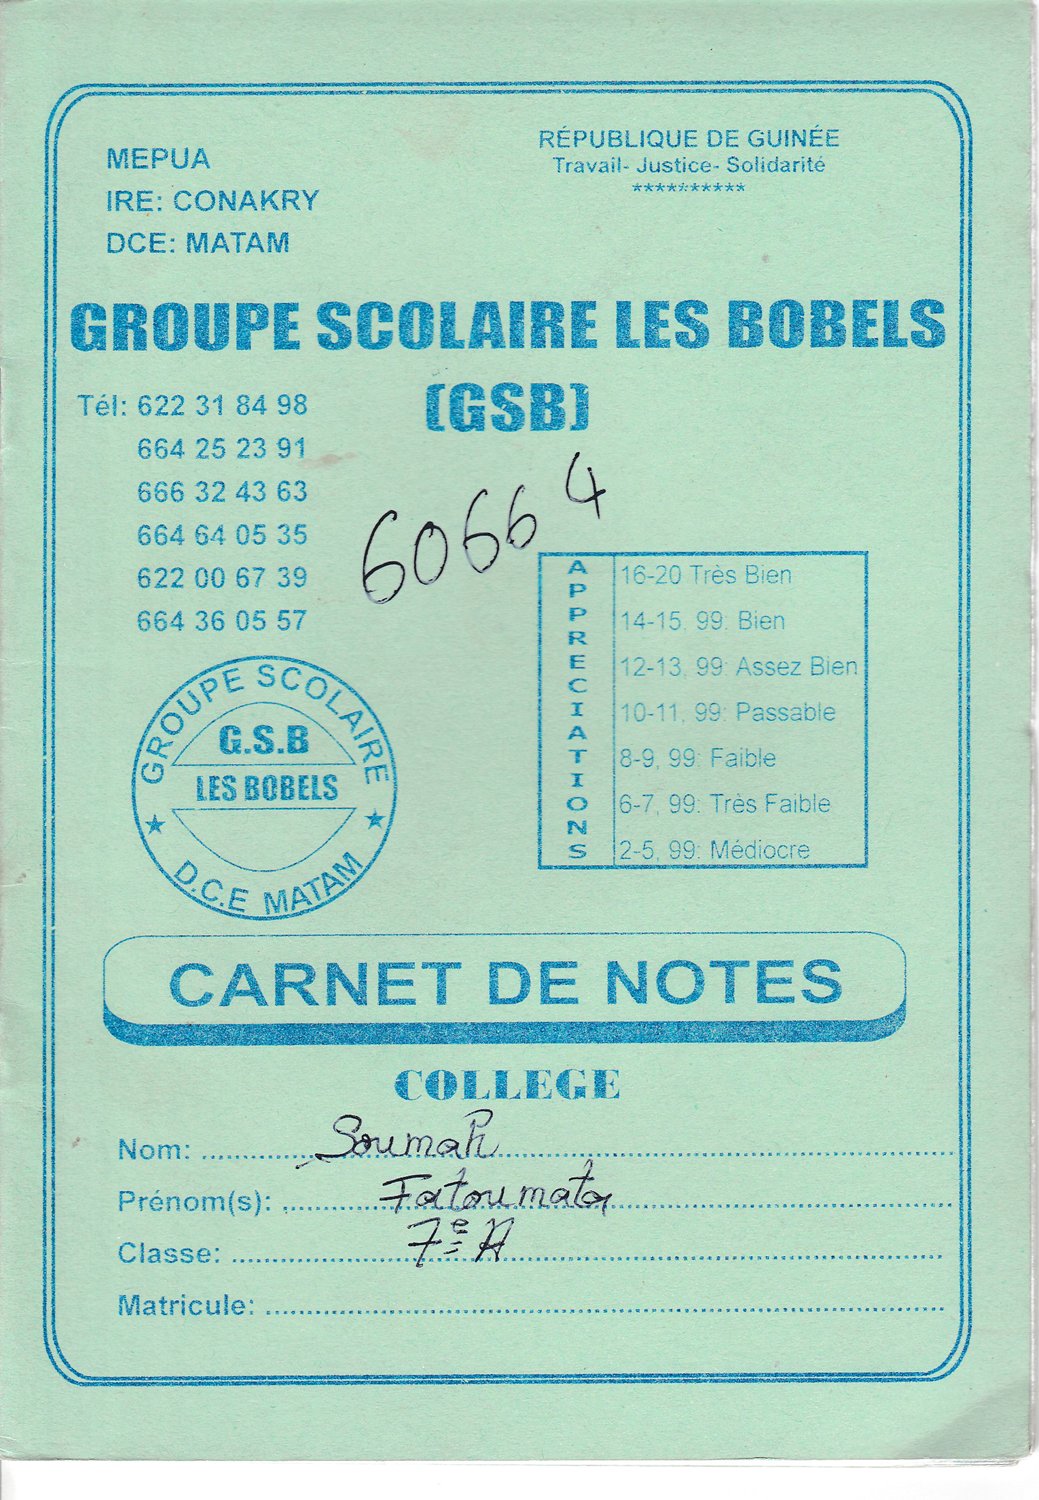 MEPUA
IRE: CONAKRY
DCE: MATAM
RÉPUBLIQUE DE GUINÉE
Travail- Justice- Solidarité
**********
GROUPE SCOLAIRE LES BOBELS
(GSB)
Tél: 622 31 84 98
664 25 23 91
666 32 43 63
664 64 05 35
622 00 67 39
664 36 05 57
60664
APPRECIATIONS
16-20 Très Bien
14-15, 99: Bien
12-13, 99: Assez Bien
10-11, 99: Passable
8-9, 99: Faible
6-7, 99: Très Faible
2-5, 99: Médiocre
GROUPE SCOLAIRE
G.S.B
LES BOBELS
D.C.E MATAM
CARNET DE NOTES
COLLEGE
Nom: Soumah
Prénom(s): Fatoumata
Classe: 7e A
Matricule: